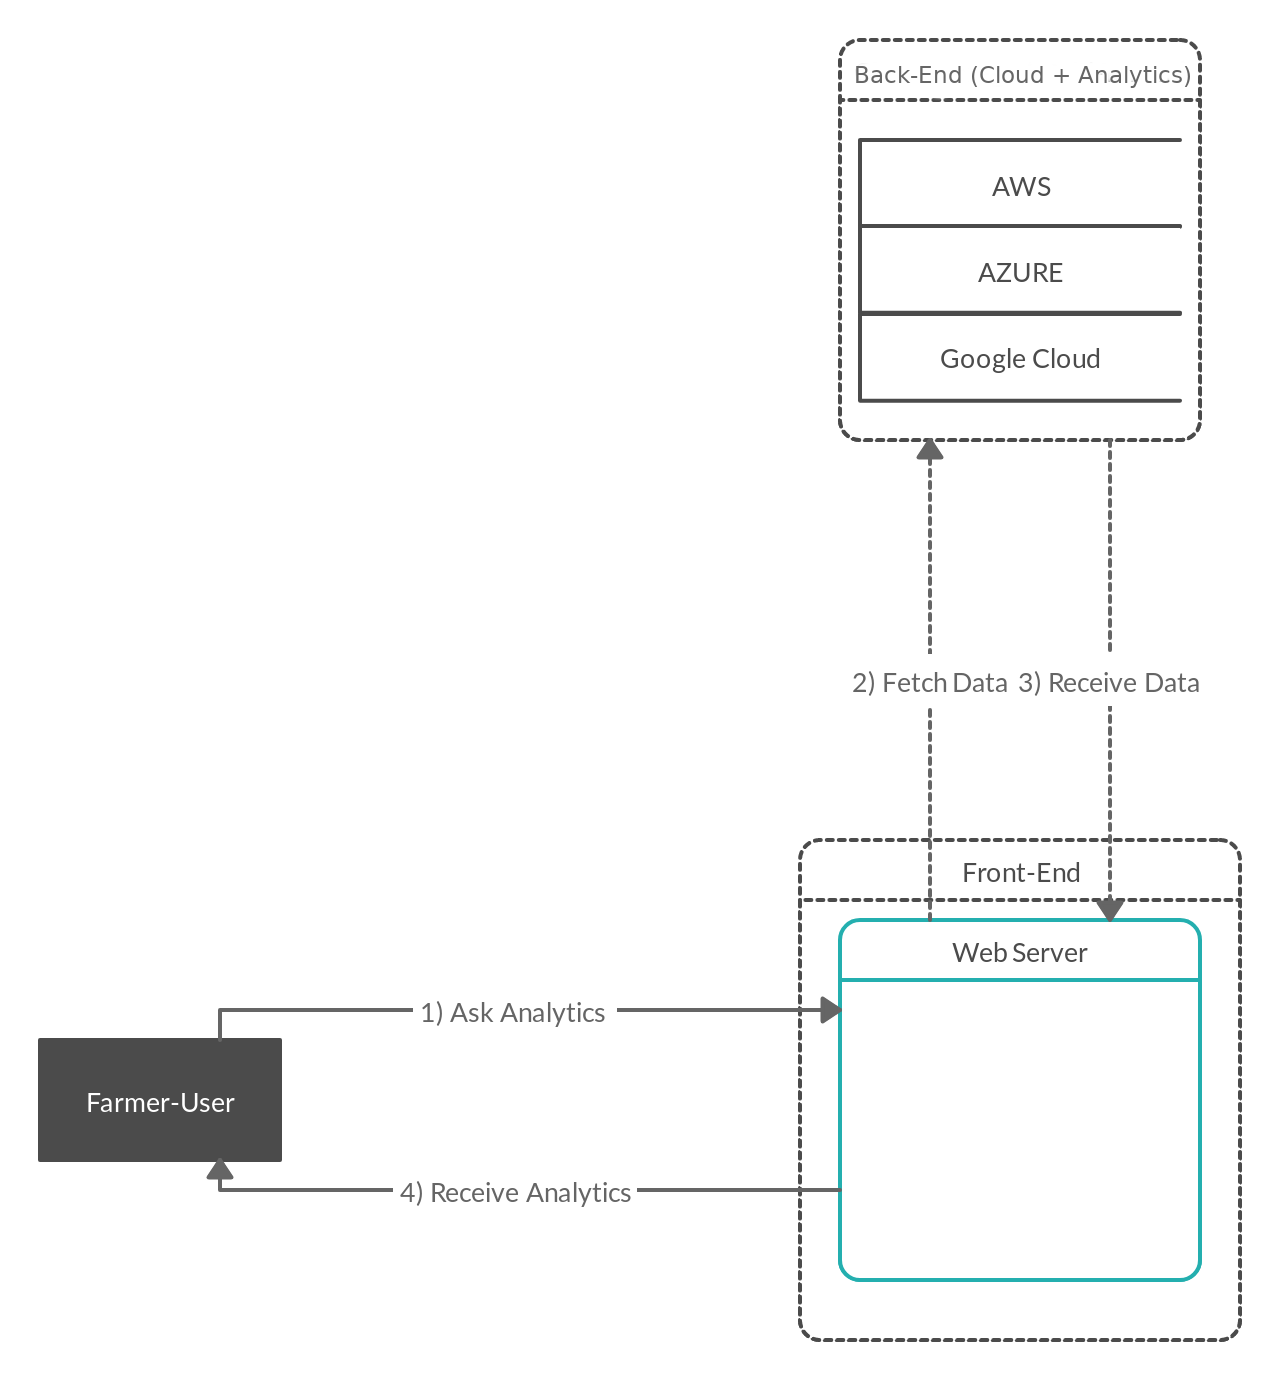 Back-End (Cloud + Analytics)
AWS
AZURE
Google Cloud
2) Fetch Data
3) Receive Data
Front-End
Web Server
1) Ask Analytics
Farmer-User
4) Receive Analytics